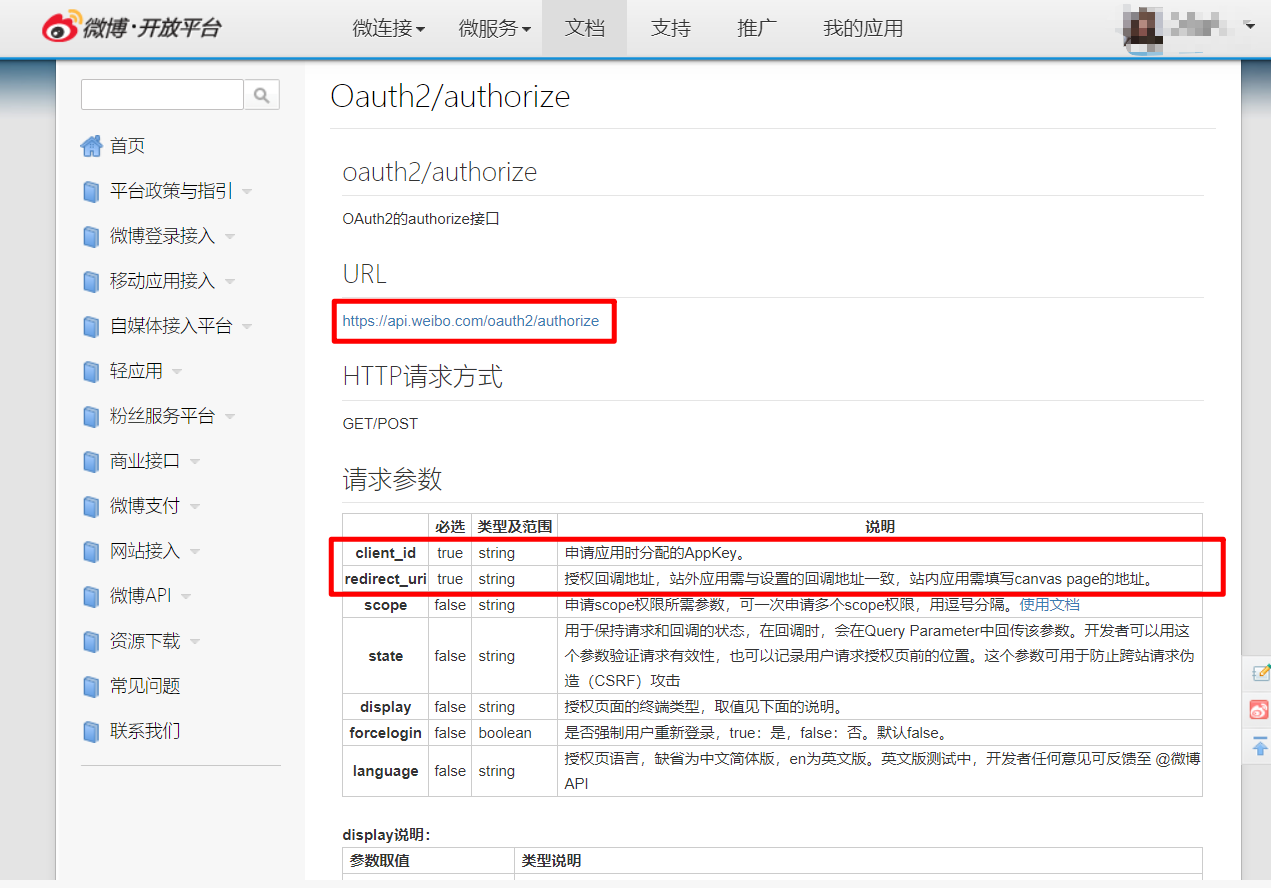 微博·开放平台
微连接 微服务 文档 支持 推广 我的应用
首页
平台政策与指引
微博登录接入
移动应用接入
自媒体接入平台
轻应用
粉丝服务平台
商业接口
微博支付
网站接入
微博API
资源下载
常见问题
联系我们
Oauth2/authorize
oauth2/authorize
OAuth2的authorize接口
URL
https://api.weibo.com/oauth2/authorize
HTTP请求方式
GET/POST
请求参数
必选 类型及范围 说明
client_id true string 申请应用时分配的AppKey。
redirect_uri true string 授权回调地址，站外应用需与设置的回调地址一致，站内应用需填写canvas page的地址。
scope false string 申请scope权限所需参数，可一次申请多个scope权限，用逗号分隔。使用文档
state false string 用于保持请求和回调的状态，在回调时，会在Query Parameter中回传该参数。开发者可以用这
个参数验证请求有效性，也可以记录用户请求授权页前的位置。这个参数可用于防止跨站请求伪
造（CSRF）攻击
display false string 授权页面的终端类型，取值见下面的说明。
forcelogin false boolean 是否强制用户重新登录，true：是，false：否。默认false。
language false string 授权页语言，缺省为中文简体版，en为英文版。英文版测试中，开发者任何意见可反馈至 @微博
API
display说明：
参数取值 类型说明